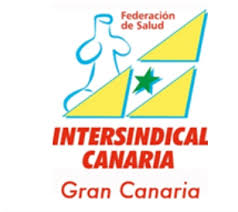 Federación
de Salud
INTERSINDICAL
CANARIA
Gran Canaria